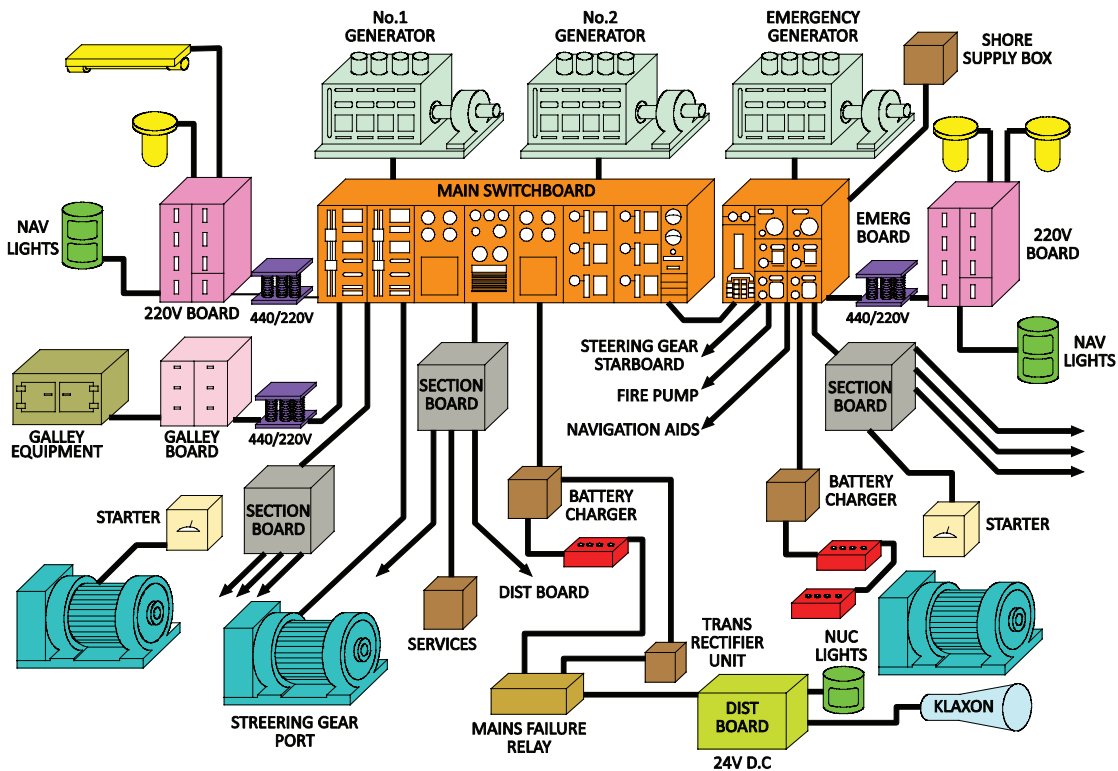 No.1
GENERATOR
No.2
GENERATOR
EMERGENCY
GENERATOR
SHORE
SUPPLY BOX
MAIN SWITCHBOARD
NAV
LIGHTS
EMERG
BOARD
220V
BOARD
220V BOARD
440/220V
440/220V
STEERING GEAR
STARBOARD
NAV
LIGHTS
SECTION
BOARD
SECTION
BOARD
FIRE PUMP
NAVIGATION AIDS
GALLEY
EQUIPMENT
GALLEY
BOARD
440/220V
BATTERY
CHARGER
BATTERY
CHARGER
STARTER
SECTION
BOARD
STARTER
DIST BOARD
SERVICES
TRANS
RECTIFIER
UNIT
NUC
LIGHTS
STREERING GEAR
PORT
MAINS FAILURE
RELAY
DIST
BOARD
KLAXON
24V D.C